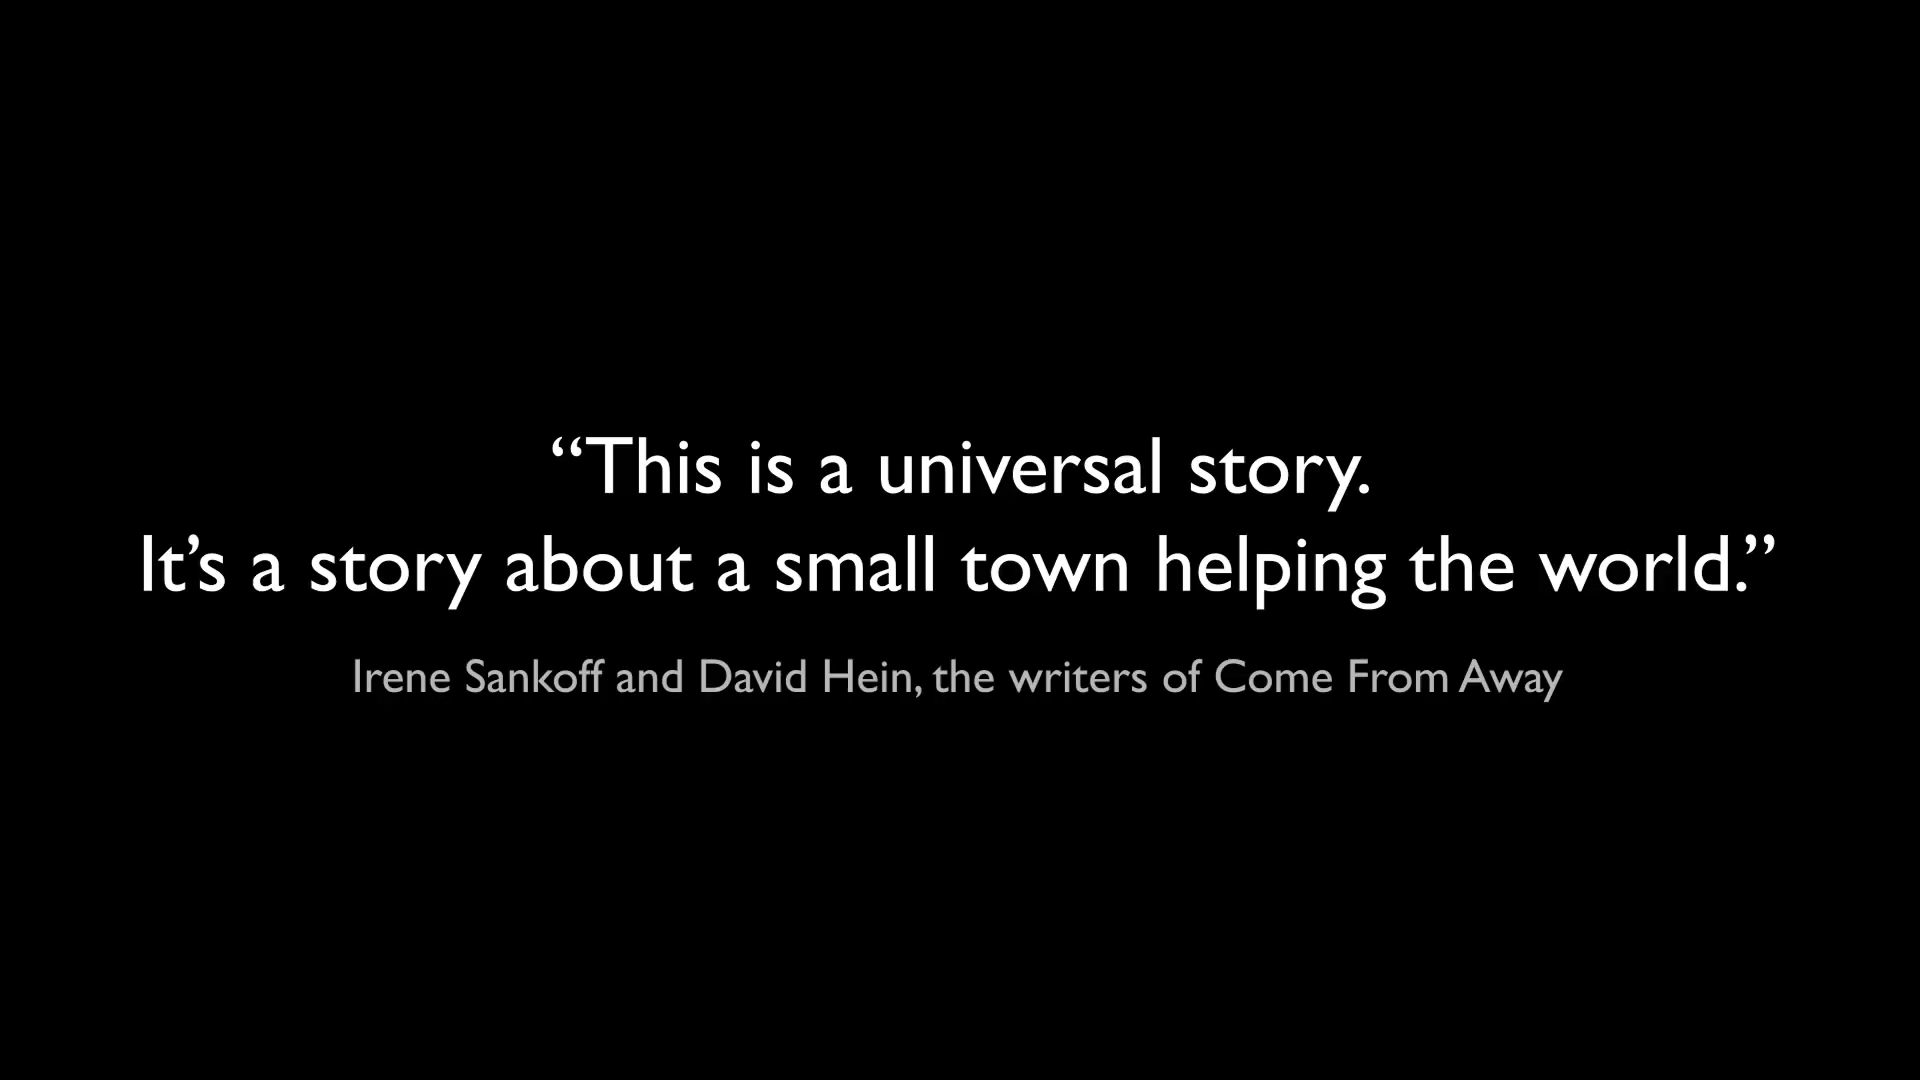 “This is a universal story.
It’s a story about a small town helping the world.”
Irene Sankoff and David Hein, the writers of Come From Away